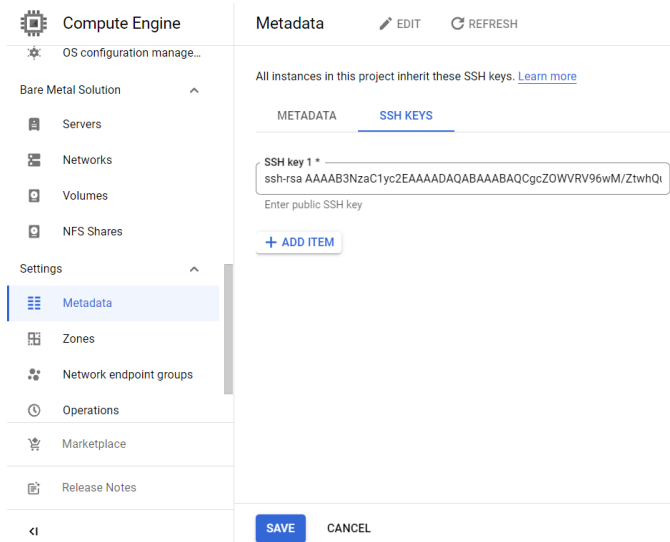 Compute Engine
OS configuration manage...
Bare Metal Solution
Servers
Networks
Volumes
NFS Shares
Settings
Metadata
Zones
Network endpoint groups
Operations
Marketplace
Release Notes
Metadata
EDIT
REFRESH
All instances in this project inherit these SSH keys. Learn more
METADATA
SSH KEYS
SSH key 1 *
ssh-rsa AAAAB3NzaC1yc2EAAAADAQABAAABAQCgcZOWVRV96wM/ZtwhQu
Enter public SSH key
+ ADD ITEM
SAVE
CANCEL